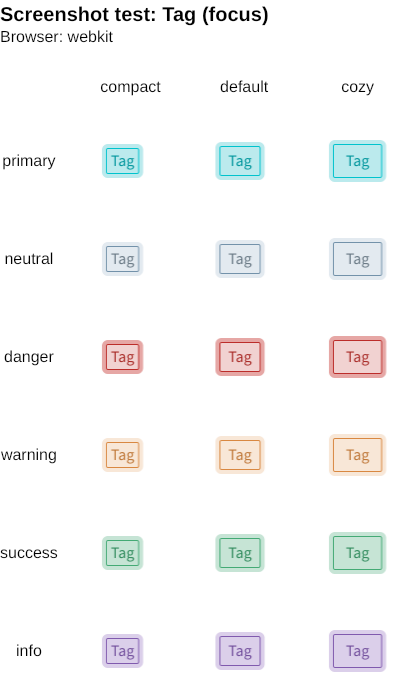 Screenshot test: Tag (focus)
Browser: webkit
compact default cozy
primary Tag Tag Tag
neutral Tag Tag Tag
danger Tag Tag Tag
warning Tag Tag Tag
success Tag Tag Tag
info Tag Tag Tag